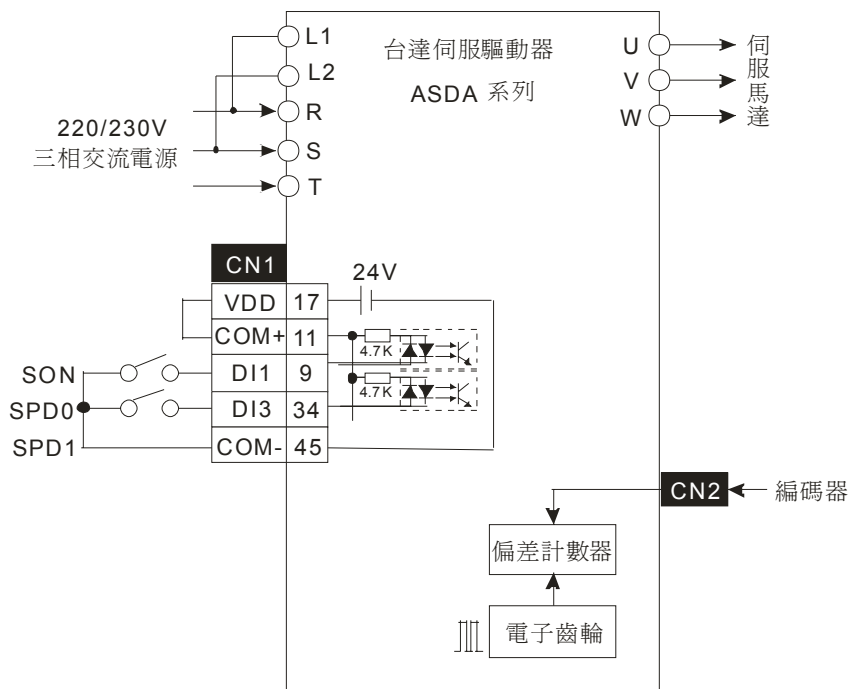 L1
L2
R
S
T
220/230V
三相交流電源
台達伺服驅動器
ASDA 系列
U
V
W
伺服馬達
CN1
24V
VDD 17
COM+ 11
DI1 9
DI3 34
COM- 45
4.7K
4.7K
SON
SPD0
SPD1
CN2
編碼器
偏差計數器
電子齒輪